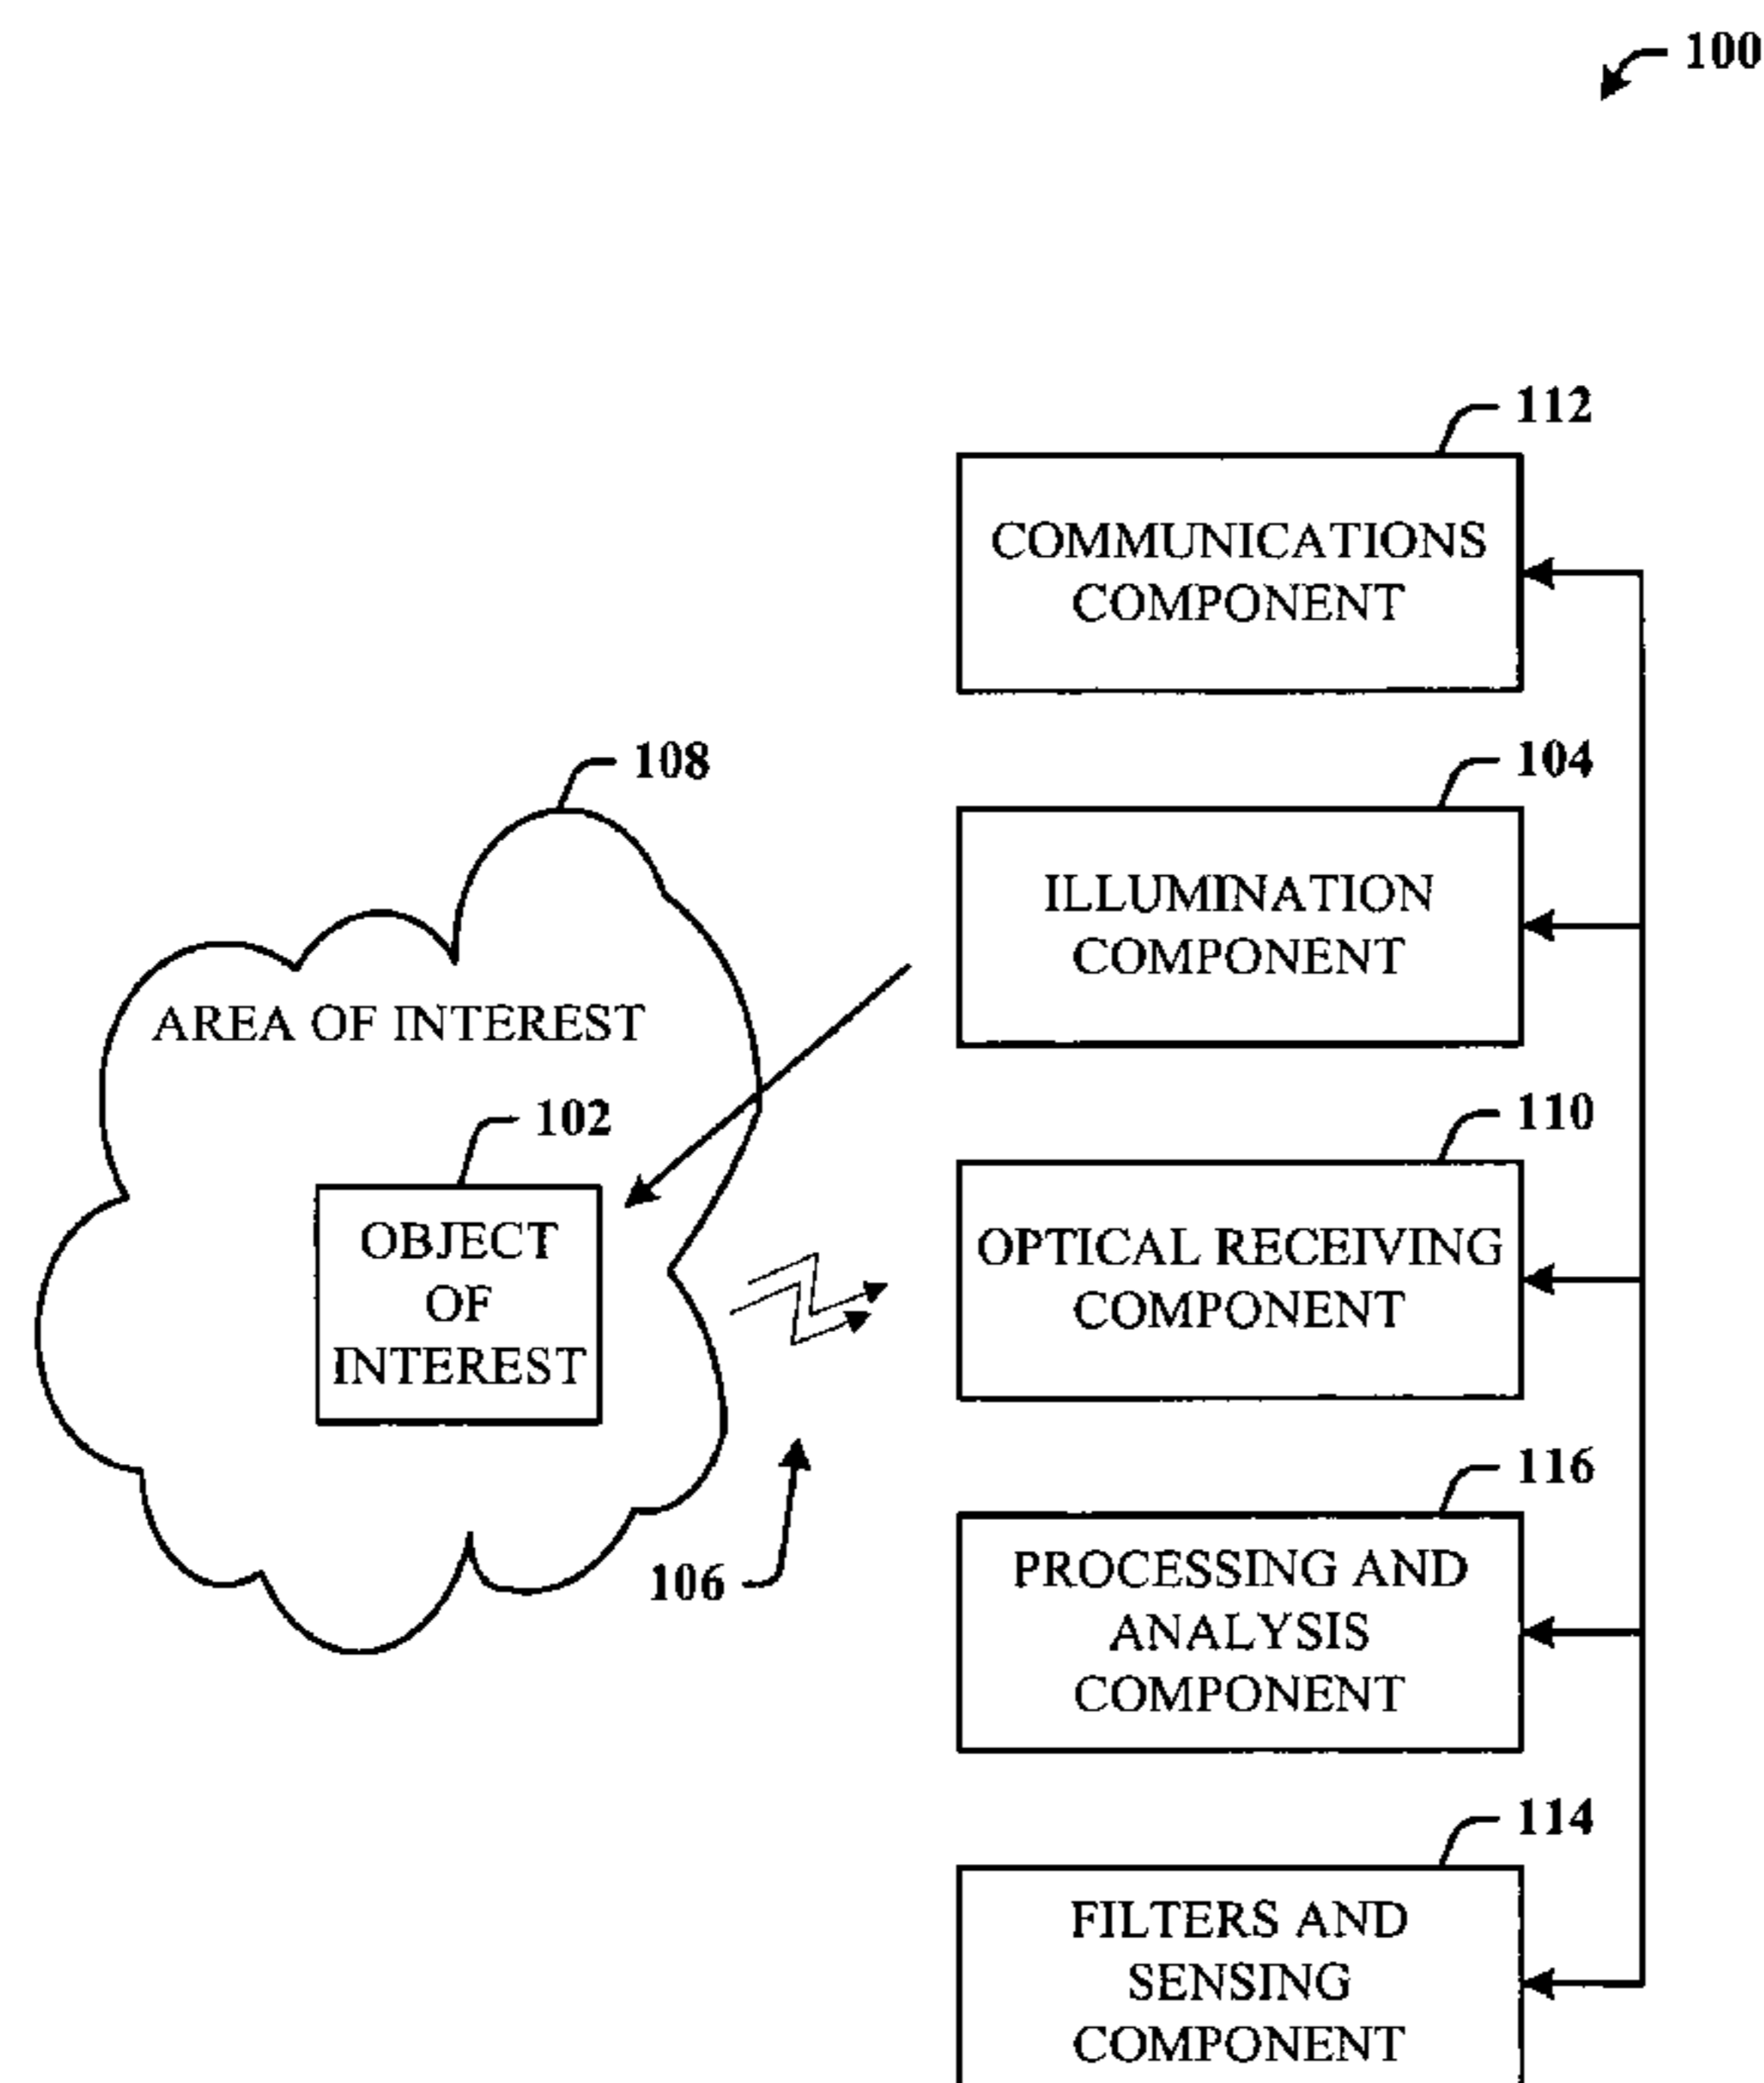 100
112
COMMUNICATIONS
COMPONENT
108
104
ILLUMINATION
COMPONENT
AREA OF INTEREST
102
OBJECT
OF
INTEREST
110
OPTICAL RECEIVING
COMPONENT
106
116
PROCESSING AND
ANALYSIS
COMPONENT
114
FILTERS AND
SENSING
COMPONENT